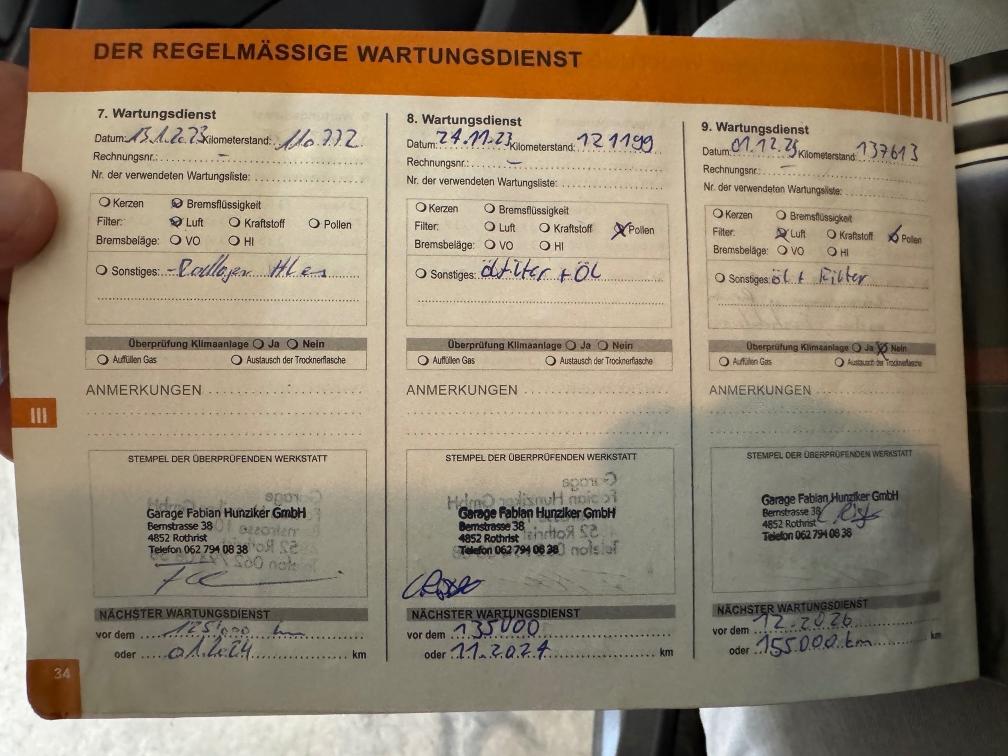 DER REGELMÄSSIGE WARTUNGSDIENST
7. Wartungsdienst
Datum: 13.1.2023 Kilometerstand: 110.772
Rechnungsnr.: -
Nr. der verwendeten Wartungsliste:
Kerzen Bremsflüssigkeit
Filter: Luft Kraftstoff Pollen
Bremsbeläge: VO HI
Sonstiges: - Radlager
Überprüfung Klimaanlage Ja Nein
Auffüllen Gas Austausch der Trocknerflasche
ANMERKUNGEN
STEMPEL DER ÜBERPRÜFENDEN WERKSTATT
Garage Fabian Hunziker GmbH
Bernstrasse 38
4852 Rothrist
Telefon 062 794 08 38
NÄCHSTER WARTUNGSDIENST
vor dem 125'000 km
oder 01.2024 km
8. Wartungsdienst
Datum: 24.11.23 Kilometerstand: 121199
Rechnungsnr.: -
Nr. der verwendeten Wartungsliste:
Kerzen Bremsflüssigkeit
Filter: Luft Kraftstoff Pollen
Bremsbeläge: VO HI
Sonstiges: ölfilter + ÖL
Überprüfung Klimaanlage Ja Nein
Auffüllen Gas Austausch der Trocknerflasche
ANMERKUNGEN
STEMPEL DER ÜBERPRÜFENDEN WERKSTATT
Garage Fabian Hunziker GmbH
Bernstrasse 38
4852 Rothrist
Telefon 062 794 08 38
NÄCHSTER WARTUNGSDIENST
vor dem 135000
oder 11.2024 km
9. Wartungsdienst
Datum: 01.12.25 Kilometerstand: 137613
Rechnungsnr.: -
Nr. der verwendeten Wartungsliste:
Kerzen Bremsflüssigkeit
Filter: Luft Kraftstoff Pollen
Bremsbeläge: VO HI
Sonstiges: öl + Filter
Überprüfung Klimaanlage Ja Nein
Auffüllen Gas Austausch der Trocknerflasche
ANMERKUNGEN
STEMPEL DER ÜBERPRÜFENDEN WERKSTATT
Garage Fabian Hunziker GmbH
Bernstrasse 38
4852 Rothrist
Telefon 062 794 08 38
NÄCHSTER WARTUNGSDIENST
vor dem 12.2026 km
oder 155000 km
III
34